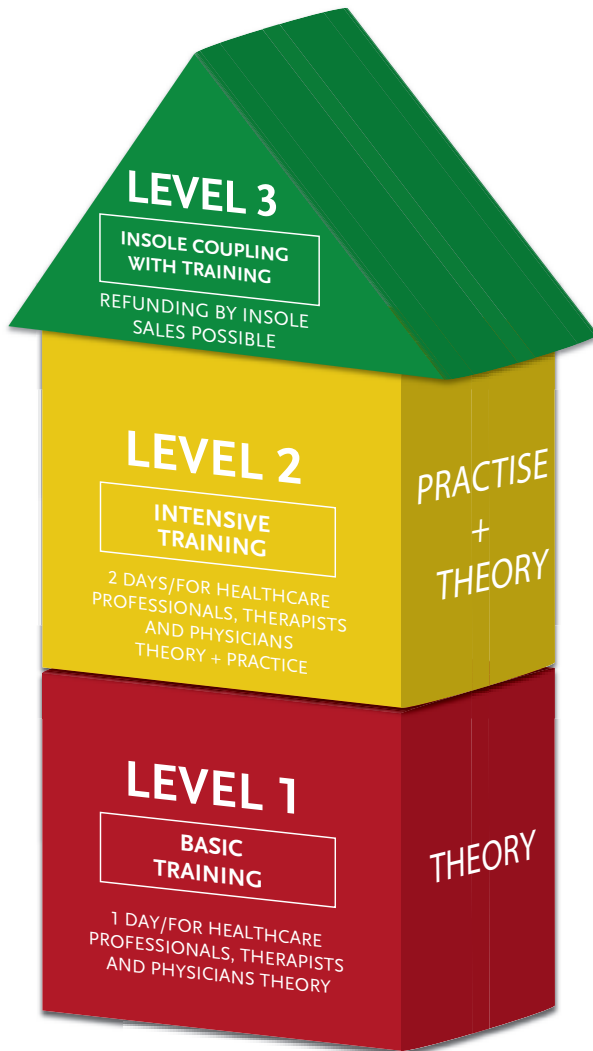 LEVEL 3
INSOLE COUPLING
WITH TRAINING
REFUNDING BY INSOLE
SALES POSSIBLE
LEVEL 2
INTENSIVE
TRAINING
2 DAYS/FOR HEALTHCARE
PROFESSIONALS, THERAPISTS
AND PHYSICIANS
THEORY + PRACTICE
PRACTISE
+
THEORY
LEVEL 1
BASIC
TRAINING
1 DAY/FOR HEALTHCARE
PROFESSIONALS, THERAPISTS
AND PHYSICIANS THEORY
THEORY